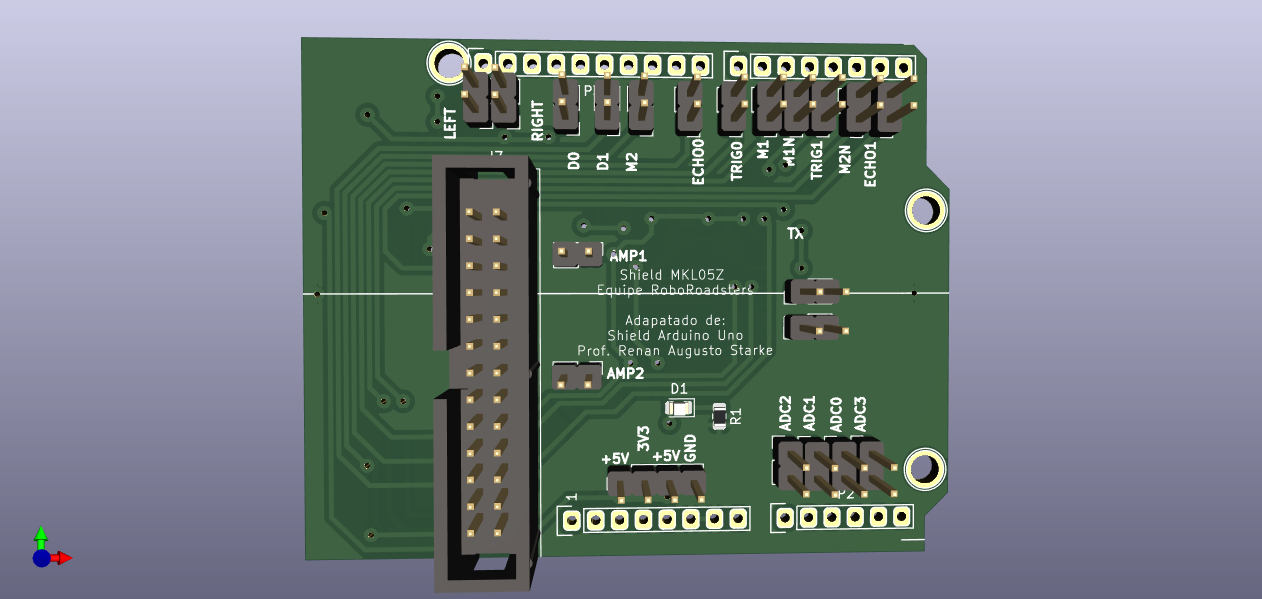 LEFT
RIGHT
P
D0
D1
M2
ECHO0
TRIG0
M1
M1N
TRIG1
M2N
ECHO1
TX
AMP1
Shield MKL05Z
Equipe RoboRoadsters
Adapatado de:
Shield Arduino Uno
Prof. Renan Augusto Starke
AMP2
D1
R1
+5V
3V3
+5V
GND
ADC2
ADC1
ADC0
ADC3
1
P2